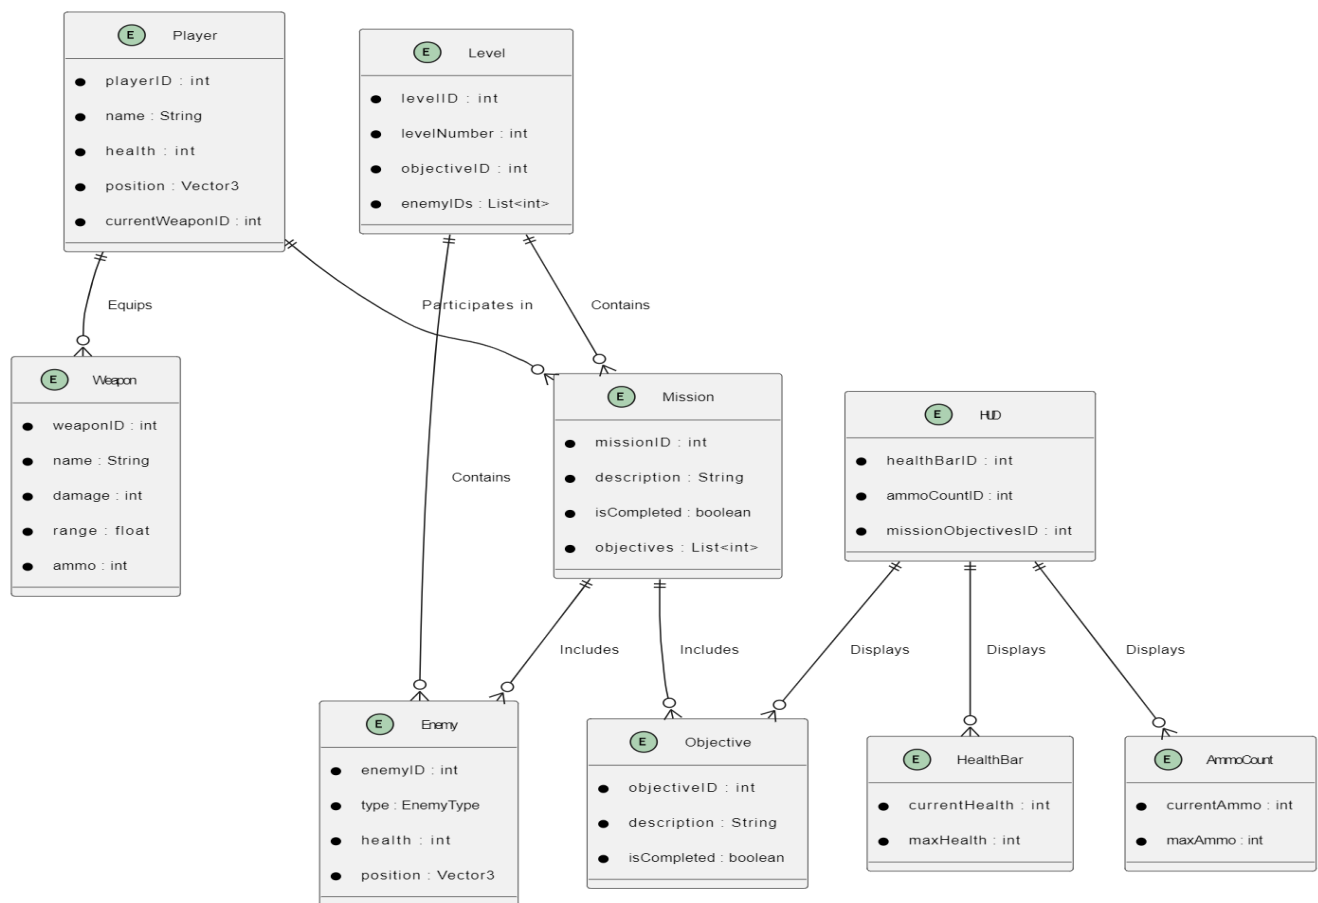 E Player
playerID : int
name : String
health : int
position : Vector3
currentWeaponID : int
E Level
levelID : int
levelNumber : int
objectiveID : int
enemyIDs : List<int>
Equips
Participates in
Contains
E Weapon
weaponID : int
name : String
damage : int
range : float
ammo : int
E Mission
missionID : int
description : String
isCompleted : boolean
objectives : List<int>
E HUD
healthBarID : int
ammoCountID : int
missionObjectivesID : int
Contains
Includes
Includes
Displays
Displays
Displays
E Enemy
enemyID : int
type : EnemyType
health : int
position : Vector3
E Objective
objectiveID : int
description : String
isCompleted : boolean
E HealthBar
currentHealth : int
maxHealth : int
E AmmoCount
currentAmmo : int
maxAmmo : int